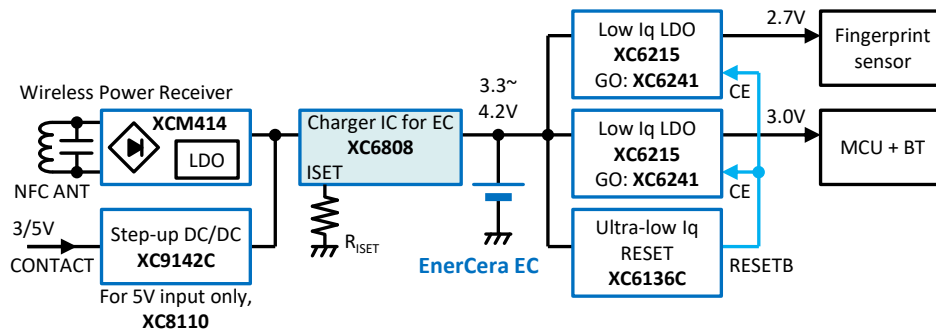 Wireless Power Receiver
XCM414
LDO
NFC ANT
3/5V
CONTACT
Step-up DC/DC
XC9142C
For 5V input only,
XC8110
Charger IC for EC
XC6808
ISET
RISET
3.3~
4.2V
EnerCera EC
Low Iq LDO
XC6215
GO: XC6241
CE
2.7V
Fingerprint
sensor
Low Iq LDO
XC6215
GO: XC6241
CE
3.0V
MCU + BT
Ultra-low Iq
RESET
XC6136C
RESETB